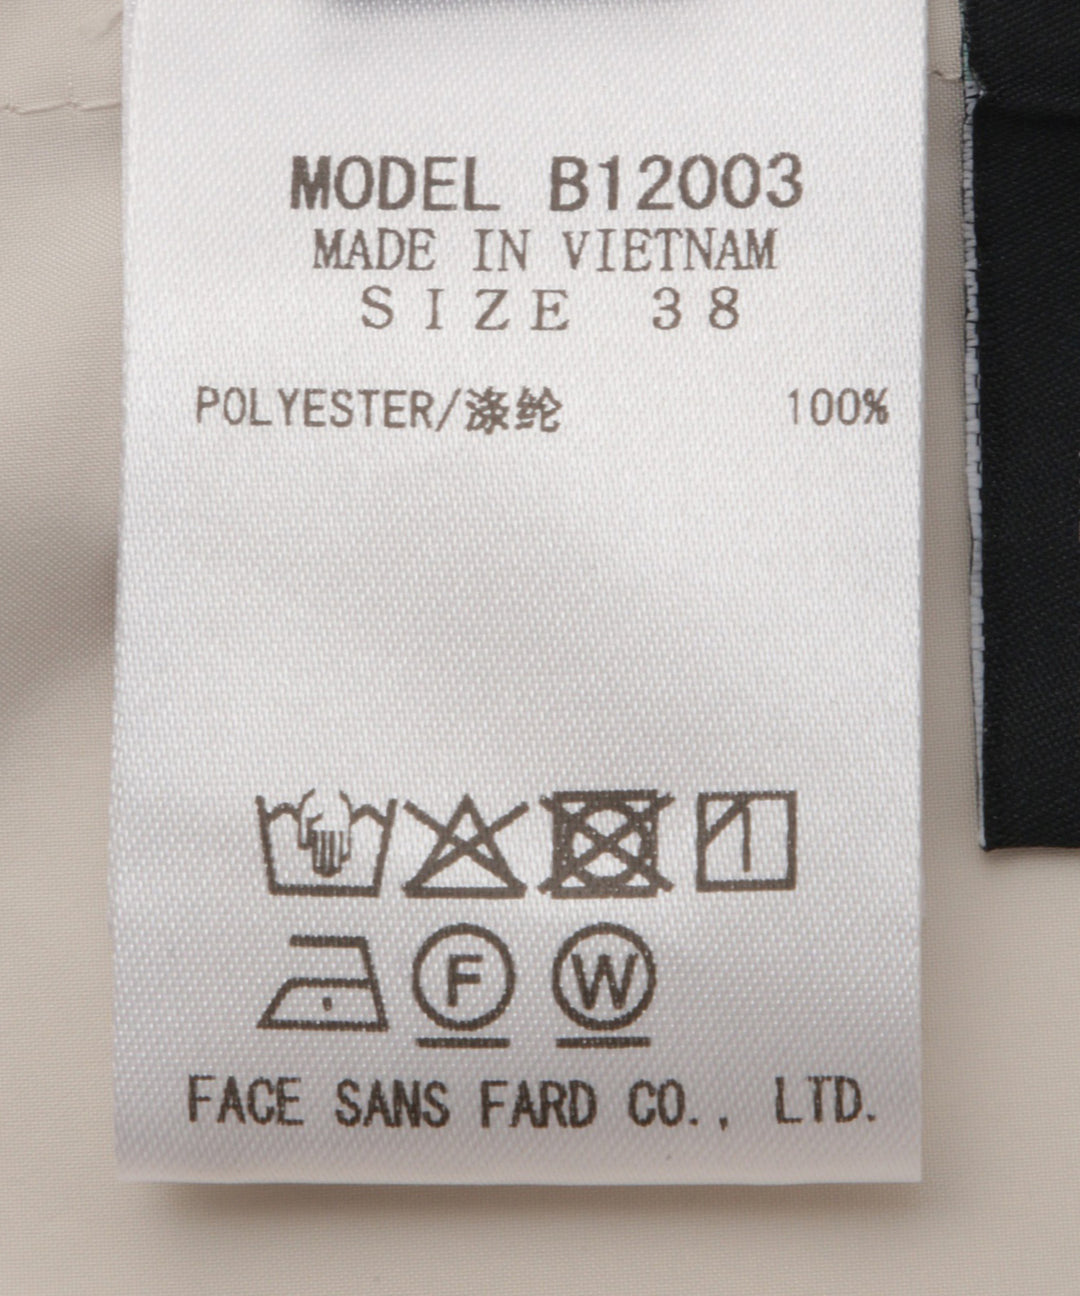 MODEL B12003
MADE IN VIETNAM
SIZE 38
POLYESTER/涤纶 100%
F W
FACE SANS FARD CO., LTD.